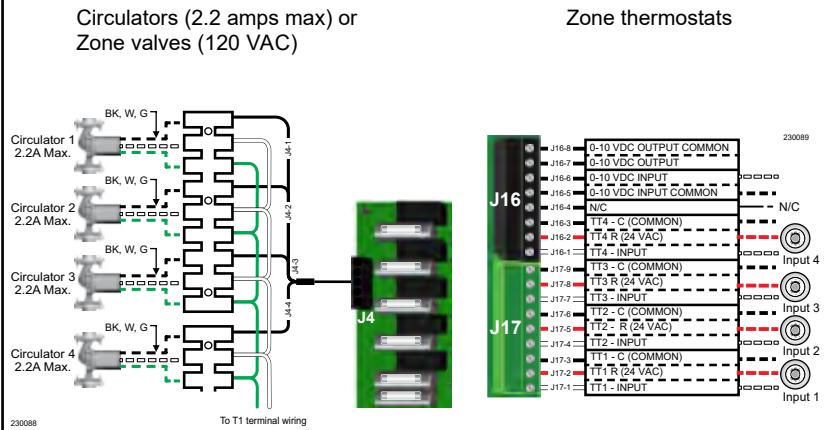 Circulators (2.2 amps max) or
Zone valves (120 VAC)
BK, W, G
Circulator 1
2.2A Max.
BK, W, G
Circulator 2
2.2A Max.
BK, W, G
Circulator 3
2.2A Max.
BK, W, G
Circulator 4
2.2A Max.
J4-1
J4-2
J4-3
J4-4
J4
To T1 terminal wiring
230088
Zone thermostats
230089
J16
J17
J16-8 0-10 VDC OUTPUT COMMON
J16-7 0-10 VDC OUTPUT
J16-6 0-10 VDC INPUT
J16-5 0-10 VDC INPUT COMMON
J16-4 N/C N/C
J16-3 TT4 - C (COMMON)
J16-2 TT4 R (24 VAC)
J16-1 TT4 - INPUT
Input 4
J17-9 TT3 - C (COMMON)
J17-8 TT3 R (24 VAC)
J17-7 TT3 - INPUT
Input 3
J17-6 TT2 - C (COMMON)
J17-5 TT2 - R (24 VAC)
J17-4 TT2 - INPUT
Input 2
J17-3 TT1 - C (COMMON)
J17-2 TT1 R (24 VAC)
J17-1 TT1 - INPUT
Input 1